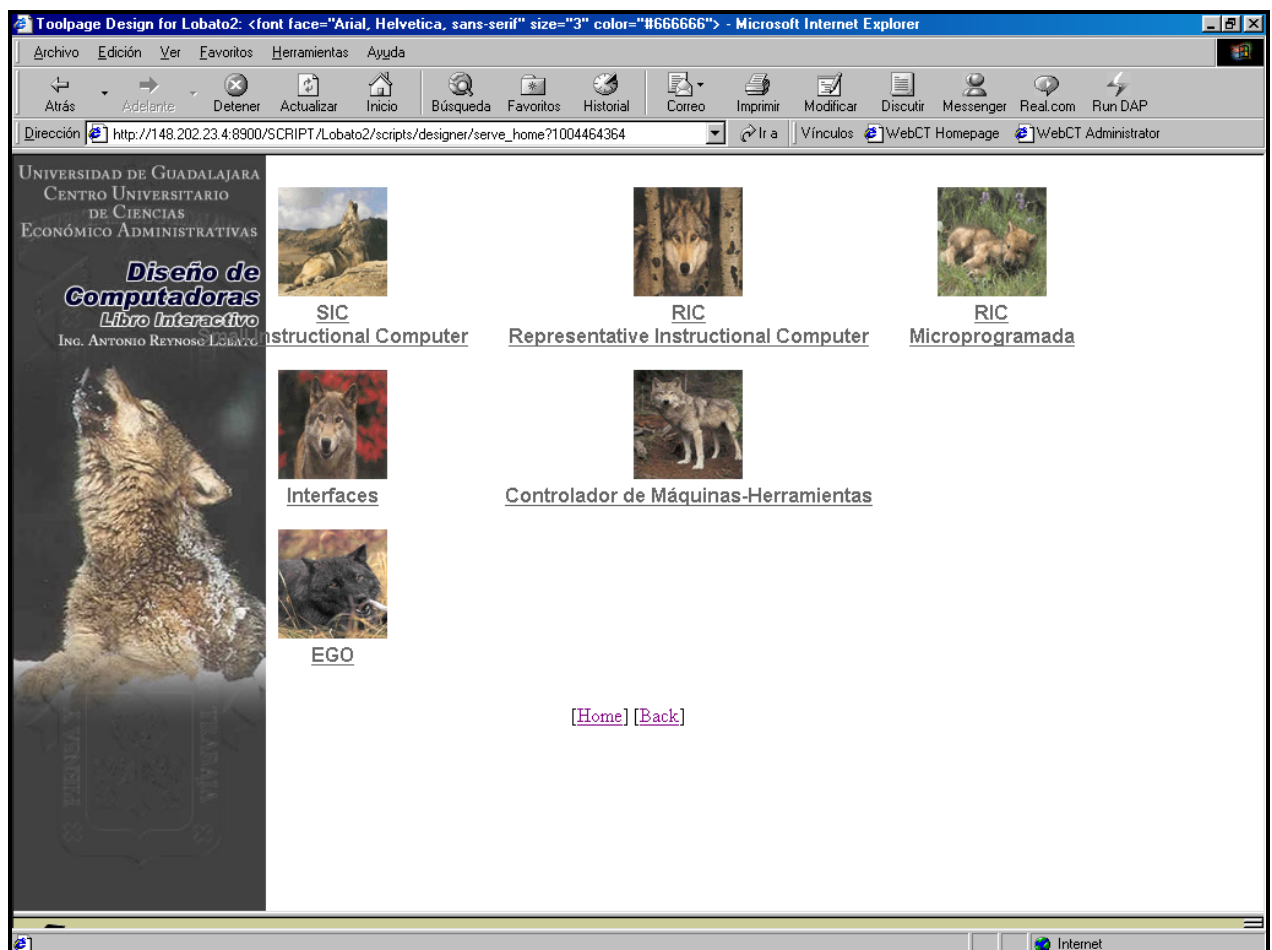 Toolpage Design for Lobato2: <font face="Arial, Helvetica, sans-serif" size="3" color="#666666"> - Microsoft Internet Explorer
Archivo Edición Ver Favoritos Herramientas Ayuda
Atrás Adelante Detener Actualizar Inicio Búsqueda Favoritos Historial Correo Imprimir Modificar Discutir Messenger Real.com Run DAP
Dirección http://148.202.23.4:8900/SCRIPT/Lobato2/scripts/designer/serve_home?1004464364 Ir a Vínculos WebCT Homepage WebCT Administrator
UNIVERSIDAD DE GUADALAJARA
CENTRO UNIVERSITARIO
DE CIENCIAS
ECONÓMICO ADMINISTRATIVAS
Diseño de
Computadoras
Libro Interactivo
ING. ANTONIO REYNOSO LOBATO
SIC
Small Instructional Computer
RIC
Representative Instructional Computer
RIC
Microprogramada
Interfaces
Controlador de Máquinas-Herramientas
EGO
[Home] [Back]
PIENSA Y
TRABAJA
Internet